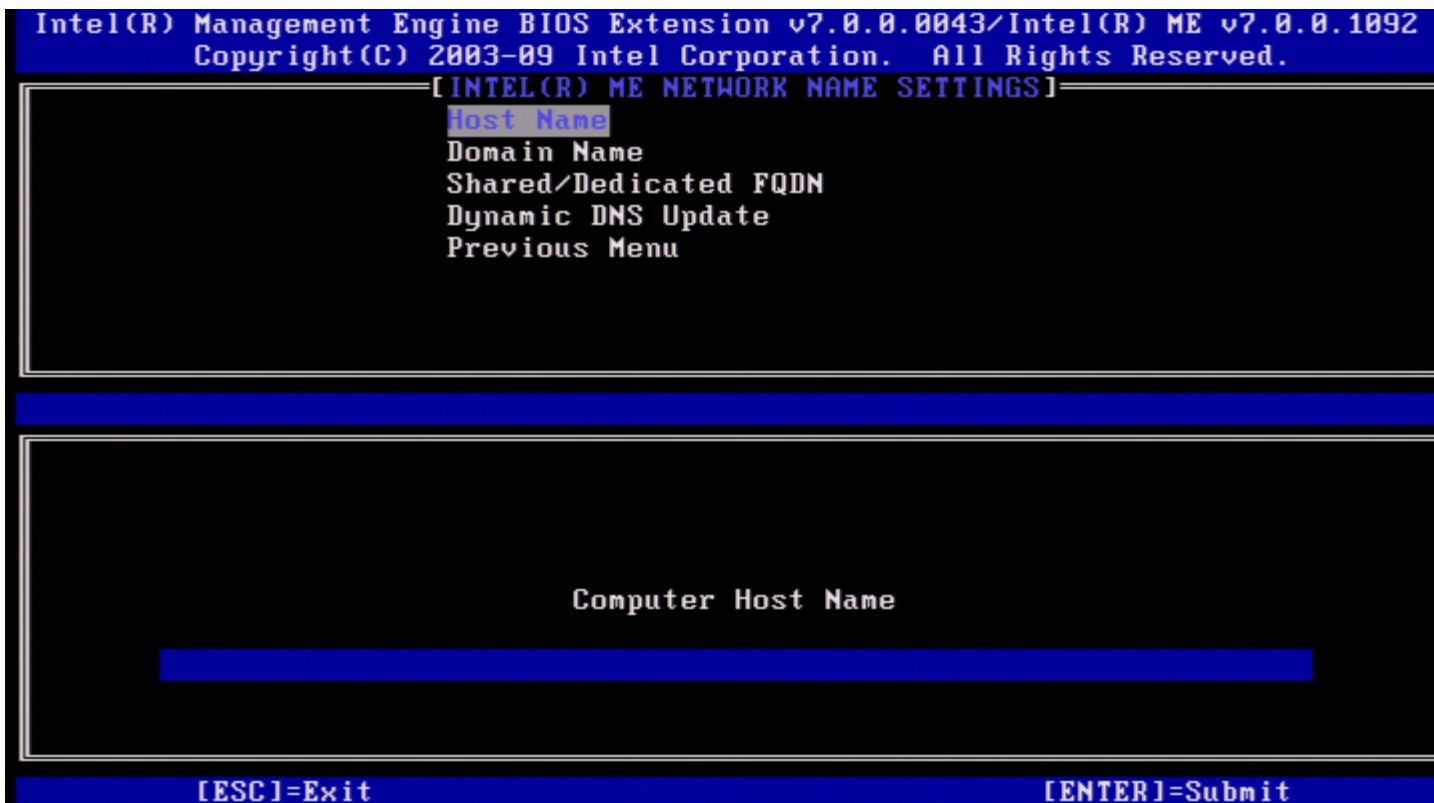 Intel(R) Management Engine BIOS Extension v7.0.0.0043/Intel(R) ME v7.0.0.1092
Copyright(C) 2003-09 Intel Corporation. All Rights Reserved.
[INTEL(R) ME NETWORK NAME SETTINGS]
Host Name
Domain Name
Shared/Dedicated FQDN
Dynamic DNS Update
Previous Menu
Computer Host Name
[ESC]=Exit [ENTER]=Submit